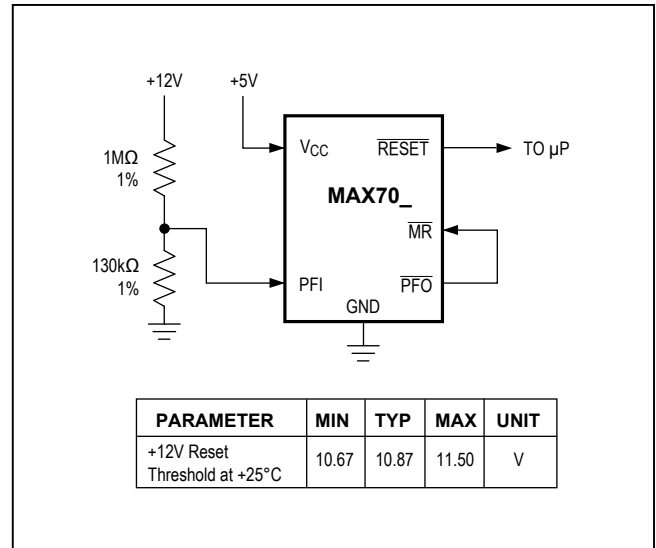 +12V
+5V
1MΩ
1%
130kΩ
1%
VCC
RESET
TO µP
MAX70_
MR
PFI
PFO
GND
PARAMETER MIN TYP MAX UNIT
+12V Reset
Threshold at +25°C 10.67 10.87 11.50 V